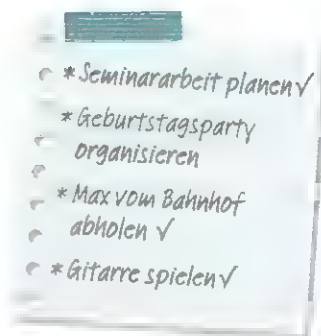 * Seminararbeit planen √
* Geburtstagsparty
organisieren
* Max vom Bahnhof
abholen √
* Gitarre spielen √